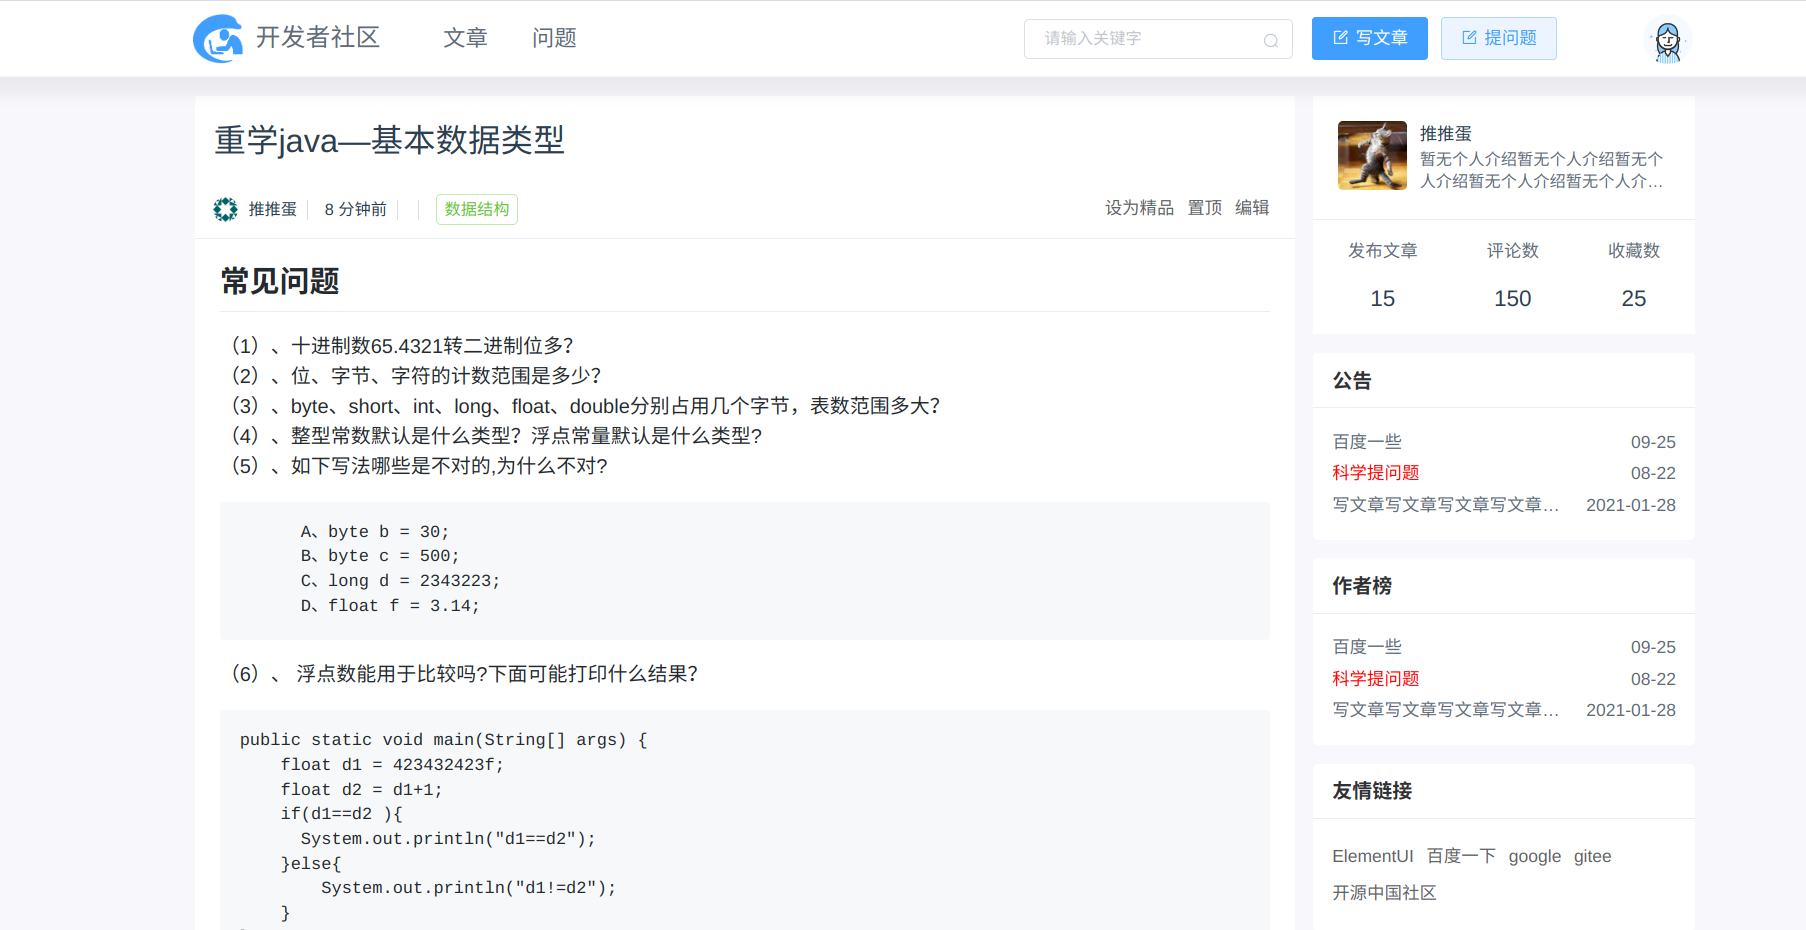 开发者社区 文章 问题 请输入关键字 写文章 提问题
重学java—基本数据类型
推推蛋 8 分钟前 数据结构 设为精品 置顶 编辑
常见问题
（1）、十进制数65.4321转二进制位多？
（2）、位、字节、字符的计数范围是多少？
（3）、byte、short、int、long、float、double分别占用几个字节，表数范围多大？
（4）、整型常数默认是什么类型？浮点常量默认是什么类型?
（5）、如下写法哪些是不对的,为什么不对?
A、byte b = 30;
B、byte c = 500;
C、long d = 2343223;
D、float f = 3.14;
（6）、 浮点数能用于比较吗?下面可能打印什么结果？
public static void main(String[] args) {
float d1 = 423432423f;
float d2 = d1+1;
if(d1==d2 ){
System.out.println("d1==d2");
}else{
System.out.println("d1!=d2");
}
推推蛋
暂无个人介绍暂无个人介绍暂无个
人介绍暂无个人介绍暂无个人介…
发布文章 评论数 收藏数
15 150 25
公告
百度一些 09-25
科学提问题 08-22
写文章写文章写文章写文章… 2021-01-28
作者榜
百度一些 09-25
科学提问题 08-22
写文章写文章写文章写文章… 2021-01-28
友情链接
ElementUI 百度一下 google gitee
开源中国社区